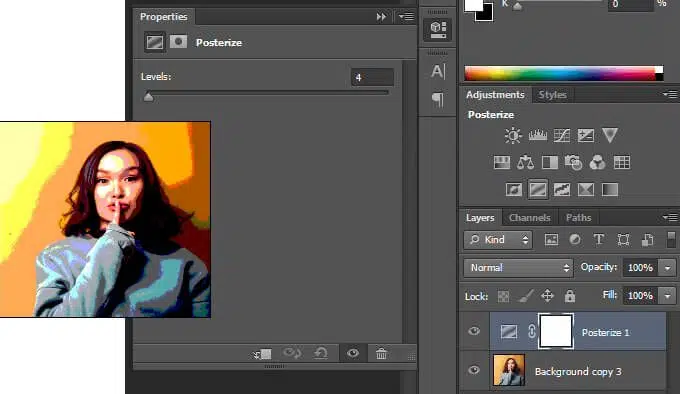 K 0 %
Properties
Posterize
Levels: 4
A
Adjustments Styles
Posterize
Layers Channels Paths
Kind T
Normal Opacity: 100%
Lock: Fill: 100%
Posterize 1
Background copy 3